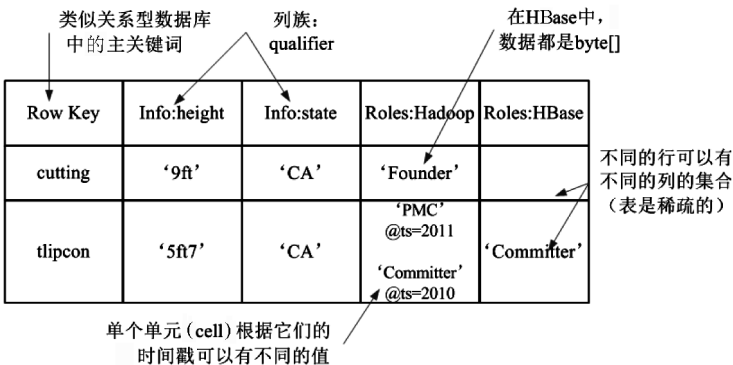 类似关系型数据库
中的主关键词
列族：
qualifier
在HBase中，
数据都是byte[]
Row Key
Info:height
Info:state
Roles:Hadoop
Roles:HBase
cutting
‘9ft’
‘CA’
‘Founder’
不同的行可以有
不同的列的集合
（表是稀疏的）
tlipcon
‘5ft7’
‘CA’
‘PMC’
@ts=2011
‘Committer’
@ts=2010
‘Committer’
单个单元（cell）根据它们的
时间戳可以有不同的值